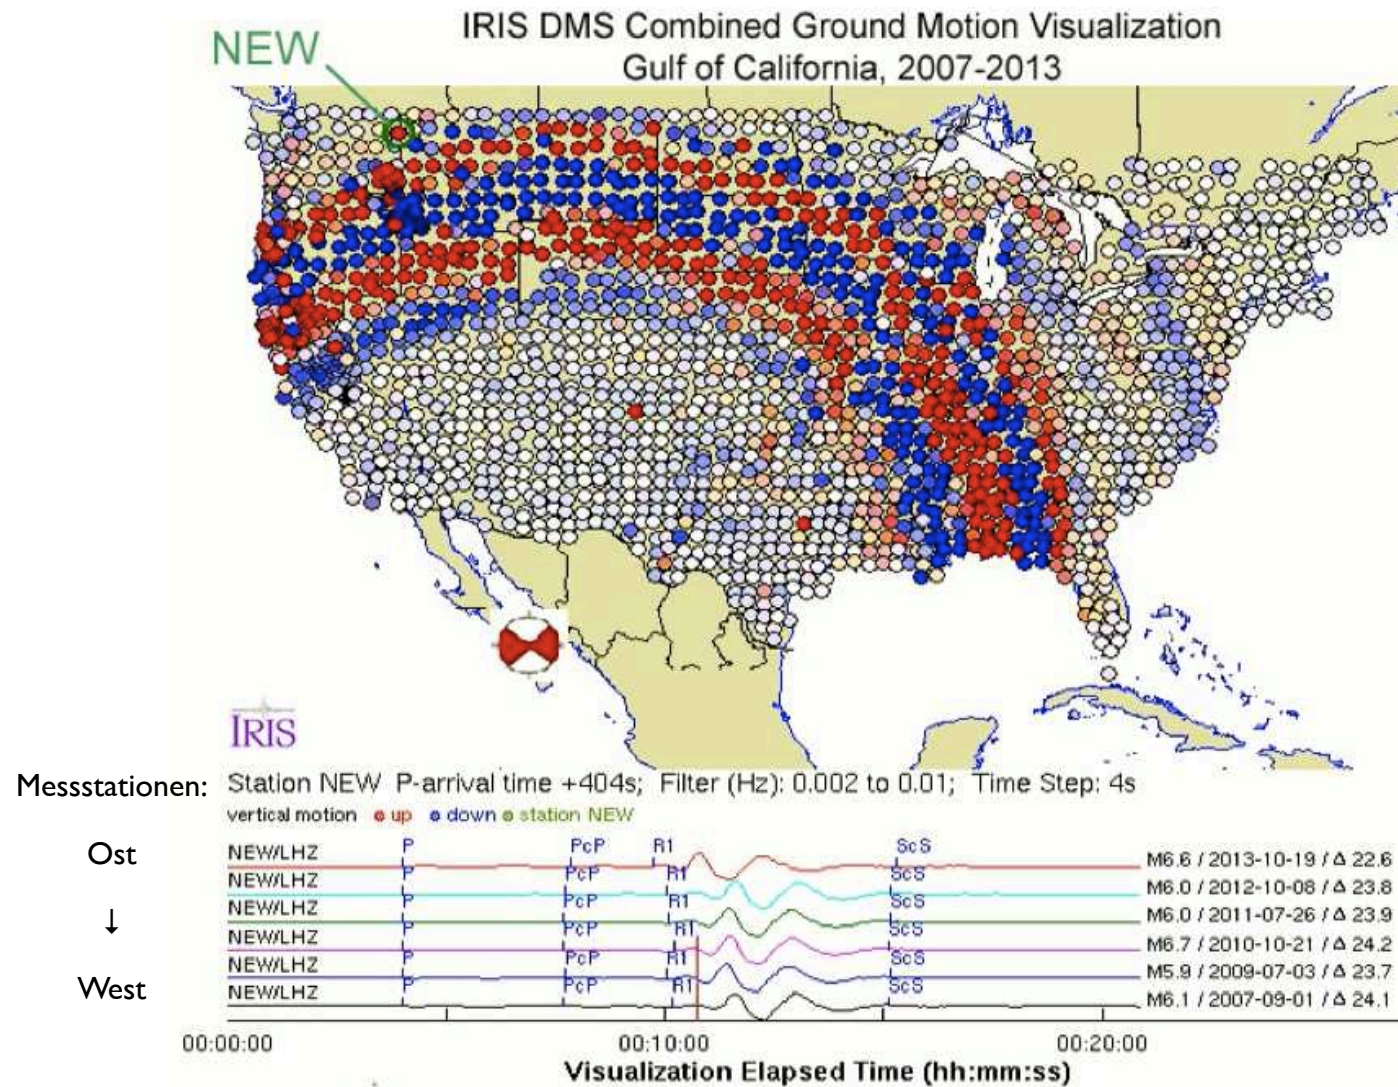 IRIS DMS Combined Ground Motion Visualization
Gulf of California, 2007-2013
NEW
IRIS
Messstationen:
Station NEW P-arrival time +404s; Filter (Hz): 0.002 to 0.01; Time Step: 4s
vertical motion up down station NEW
Ost
↓
West
NEW/LHZ P PcP R1 ScS M6.6 / 2013-10-19 / Δ 22.6
NEW/LHZ P PcP R1 ScS M6.0 / 2012-10-08 / Δ 23.8
NEW/LHZ P PcP R1 ScS M6.0 / 2011-07-26 / Δ 23.9
NEW/LHZ P PcP R1 ScS M6.7 / 2010-10-21 / Δ 24.2
NEW/LHZ P PcP R1 ScS M5.9 / 2009-07-03 / Δ 23.7
NEW/LHZ P PcP R1 ScS M6.1 / 2007-09-01 / Δ 24.1
00:00:00 00:10:00 00:20:00
Visualization Elapsed Time (hh:mm:ss)